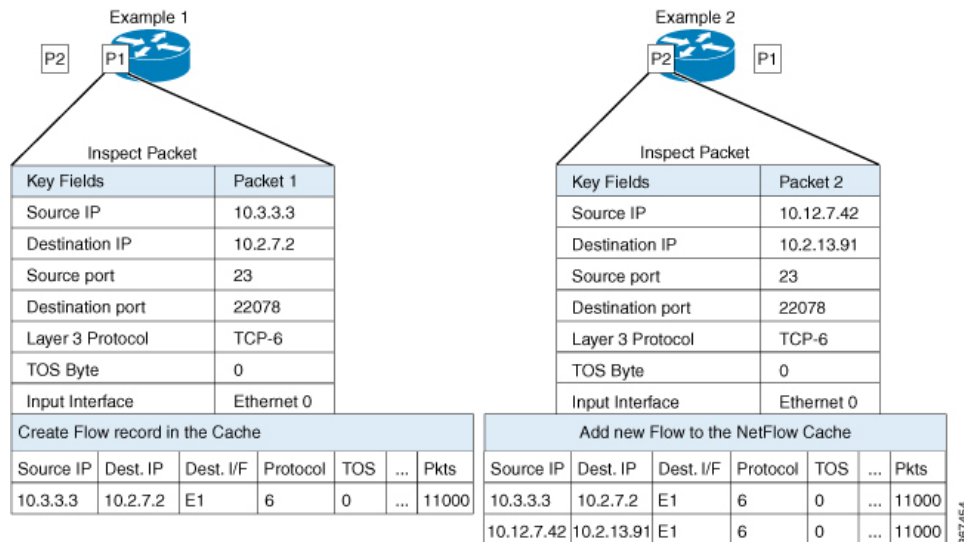 Example 1
P2 P1
Inspect Packet
Key Fields Packet 1
Source IP 10.3.3.3
Destination IP 10.2.7.2
Source port 23
Destination port 22078
Layer 3 Protocol TCP-6
TOS Byte 0
Input Interface Ethernet 0
Create Flow record in the Cache
Source IP Dest. IP Dest. I/F Protocol TOS ... Pkts
10.3.3.3 10.2.7.2 E1 6 0 ... 11000
Example 2
P2 P1
Inspect Packet
Key Fields Packet 2
Source IP 10.12.7.42
Destination IP 10.2.13.91
Source port 23
Destination port 22078
Layer 3 Protocol TCP-6
TOS Byte 0
Input Interface Ethernet 0
Add new Flow to the NetFlow Cache
Source IP Dest. IP Dest. I/F Protocol TOS ... Pkts
10.3.3.3 10.2.7.2 E1 6 0 ... 11000
10.12.7.42 10.2.13.91 E1 6 0 ... 11000